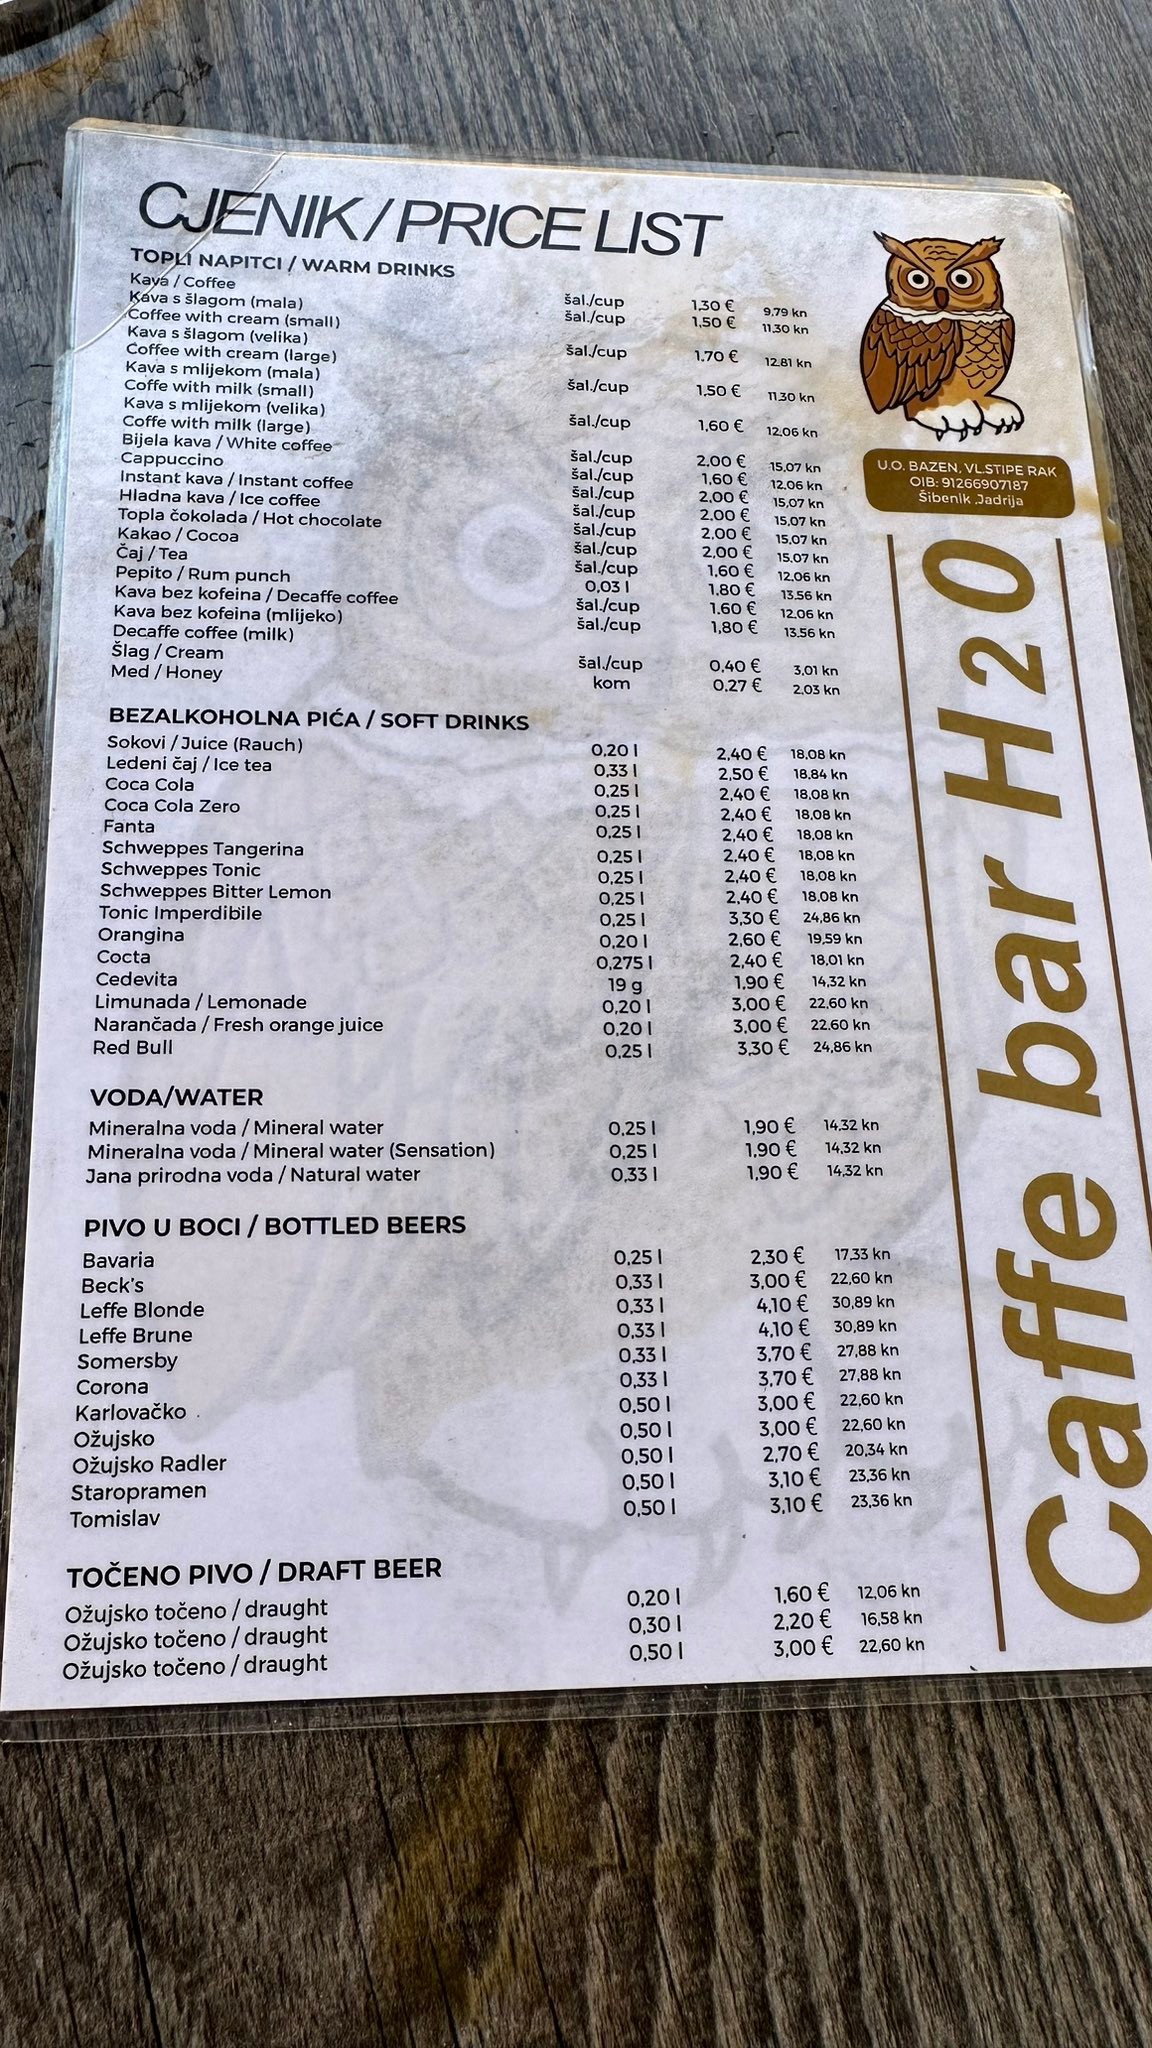 CJENIK / PRICE LIST
TOPLI NAPITCI / WARM DRINKS
Kava / Coffee šal./cup 1,30 € 9,79 kn
Kava s šlagom (mala) šal./cup 1,50 € 11,30 kn
Coffee with cream (small)
Kava s šlagom (velika) šal./cup 1.70 € 12.81 kn
Coffee with cream (large)
Kava s mlijekom (mala) šal./cup 1,50 € 11,30 kn
Coffe with milk (small)
Kava s mlijekom (velika) šal./cup 1,60 € 12,06 kn
Coffe with milk (large)
Bijela kava / White coffee šal./cup 2,00 € 15,07 kn
Cappuccino šal./cup 1,60 € 12.06 kn
Instant kava / Instant coffee šal./cup 2,00 € 15,07 kn
Hladna kava / Ice coffee šal./cup 2,00 € 15,07 kn
Topla čokolada / Hot chocolate šal./cup 2,00 € 15,07 kn
Kakao / Cocoa šal./cup 2,00 € 15.07 kn
Čaj / Tea šal./cup 1,60 € 12,06 kn
Pepito / Rum punch 0,03 l 1.80 € 13.56 kn
Kava bez kofeina / Decaffe coffee šal./cup 1.60 € 12.06 kn
Kava bez kofeina (mlijeko) šal./cup 1,80 € 13.56 kn
Decaffe coffee (milk)
Šlag / Cream šal./cup 0,40 € 3,01 kn
Med / Honey kom 0.27 € 2,03 kn
BEZALKOHOLNA PIĆA / SOFT DRINKS
Sokovi / Juice (Rauch) 0,20 l 2,40 € 18,08 kn
Ledeni čaj / Ice tea 0,33 l 2,50 € 18,84 kn
Coca Cola 0,25 l 2,40 € 18,08 kn
Coca Cola Zero 0,25 l 2,40 € 18,08 kn
Fanta 0,25 l 2,40 € 18,08 kn
Schweppes Tangerina 0,25 l 2,40 € 18,08 kn
Schweppes Tonic 0,25 l 2,40 € 18,08 kn
Schweppes Bitter Lemon 0,25 l 2,40 € 18,08 kn
Tonic Imperdibile 0,25 l 3,30 € 24,86 kn
Orangina 0,20 l 2,60 € 19,59 kn
Cocta 0,275 l 2,40 € 18,01 kn
Cedevita 19 g 1,90 € 14,32 kn
Limunada / Lemonade 0,20 l 3,00 € 22,60 kn
Narančada / Fresh orange juice 0,20 l 3,00 € 22.60 kn
Red Bull 0,25 l 3,30 € 24,86 kn
VODA/WATER
Mineralna voda / Mineral water 0,25 l 1,90 € 14,32 kn
Mineralna voda / Mineral water (Sensation) 0,25 l 1,90 € 14,32 kn
Jana prirodna voda / Natural water 0,33 l 1,90 € 14,32 kn
PIVO U BOCI / BOTTLED BEERS
Bavaria 0,25 l 2,30 € 17,33 kn
Beck's 0,33 l 3,00 € 22,60 kn
Leffe Blonde 0,33 l 4,10 € 30,89 kn
Leffe Brune 0,33 l 4,10 € 30,89 kn
Somersby 0,33 l 3,70 € 27,88 kn
Corona 0,33 l 3,70 € 27,88 kn
Karlovačko 0,50 l 3,00 € 22,60 kn
Ožujsko 0,50 l 3,00 € 22,60 kn
Ožujsko Radler 0,50 l 2,70 € 20,34 kn
Staropramen 0,50 l 3,10 € 23,36 kn
Tomislav 0,50 l 3,10 € 23,36 kn
TOČENO PIVO / DRAFT BEER
Ožujsko točeno / draught 0,20 l 1,60 € 12,06 kn
Ožujsko točeno / draught 0,30 l 2,20 € 16,58 kn
Ožujsko točeno / draught 0,50 l 3,00 € 22,60 kn
U.O. BAZEN, VL.STIPE RAK
OIB: 91266907187
Šibenik ,Jadrija
Caffe bar H2O